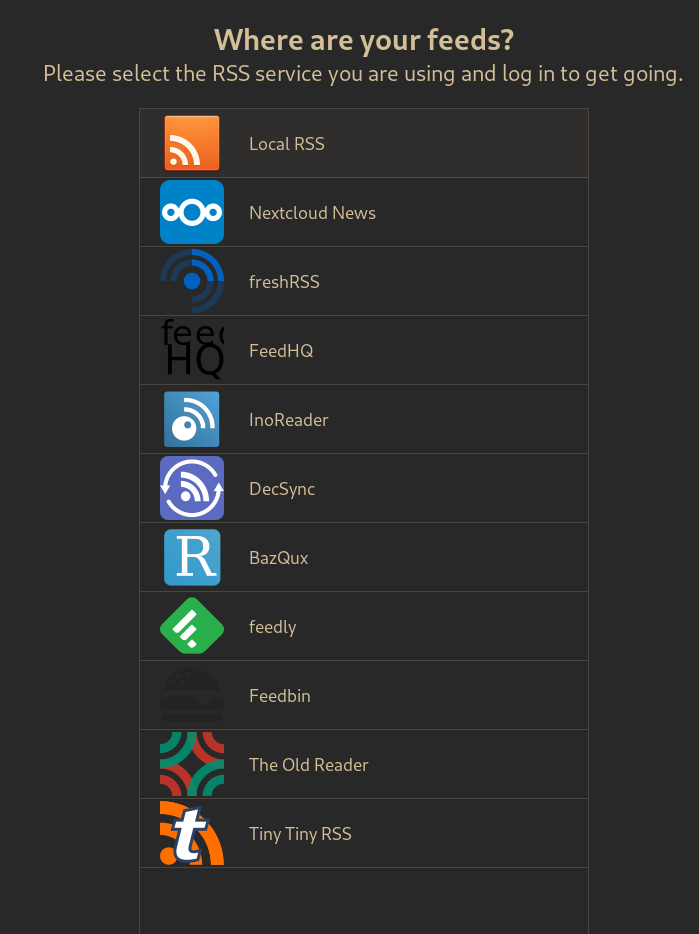 Where are your feeds?
Please select the RSS service you are using and log in to get going.
Local RSS
Nextcloud News
freshRSS
feed
HQ
FeedHQ
InoReader
DecSync
R
BazQux
feedly
Feedbin
The Old Reader
t
Tiny Tiny RSS